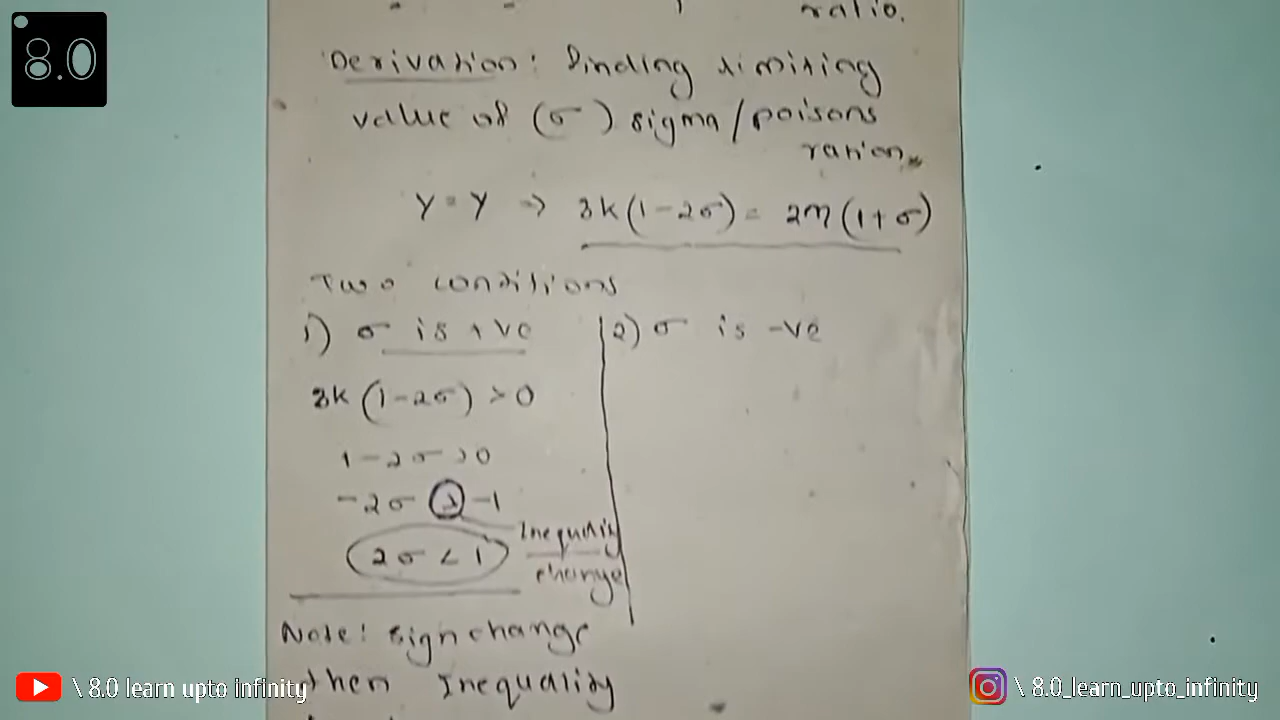 8.0
ratio.
Derivation: Finding limiting
value of (σ) sigma/poisons
ration
Y = Y → 3K(1-2σ) = 2η(1+σ)
Two conditions
1) σ is +ve
3K (1-2σ) > 0
1-2σ > 0
-2σ > -1
2σ < 1
Inequality
change
Note: sign change
then Inequality
2) σ is -ve
\ 8.0 learn upto infinity
\ 8.0_learn_upto_infinity